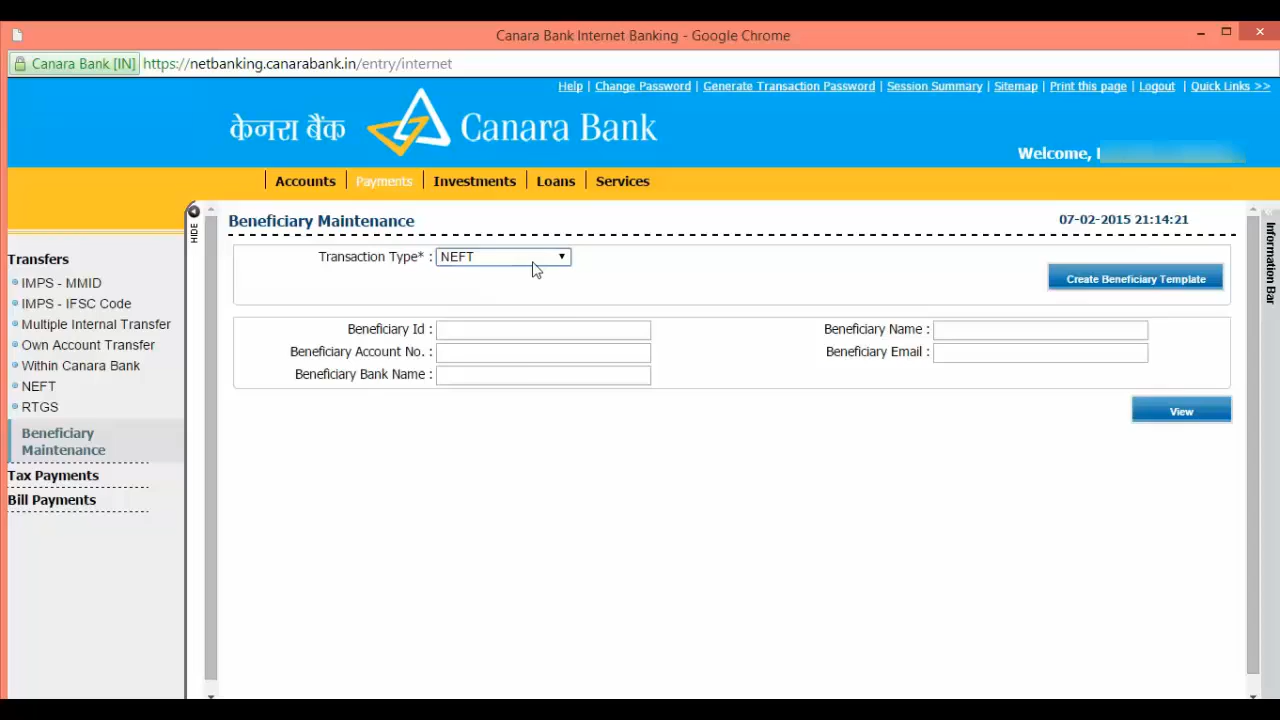 Canara Bank Internet Banking - Google Chrome
Canara Bank [IN] https://netbanking.canarabank.in/entry/internet
Help | Change Password | Generate Transaction Password | Session Summary | Sitemap | Print this page | Logout | Quick Links >>
केनरा बैंक Canara Bank
Welcome,
Accounts | Payments | Investments | Loans | Services
HIDE
Beneficiary Maintenance
07-02-2015 21:14:21
Information Bar
Transaction Type* : NEFT
Create Beneficiary Template
Beneficiary Id :
Beneficiary Name :
Beneficiary Account No. :
Beneficiary Email :
Beneficiary Bank Name :
View
Transfers
IMPS - MMID
IMPS - IFSC Code
Multiple Internal Transfer
Own Account Transfer
Within Canara Bank
NEFT
RTGS
Beneficiary
Maintenance
Tax Payments
Bill Payments